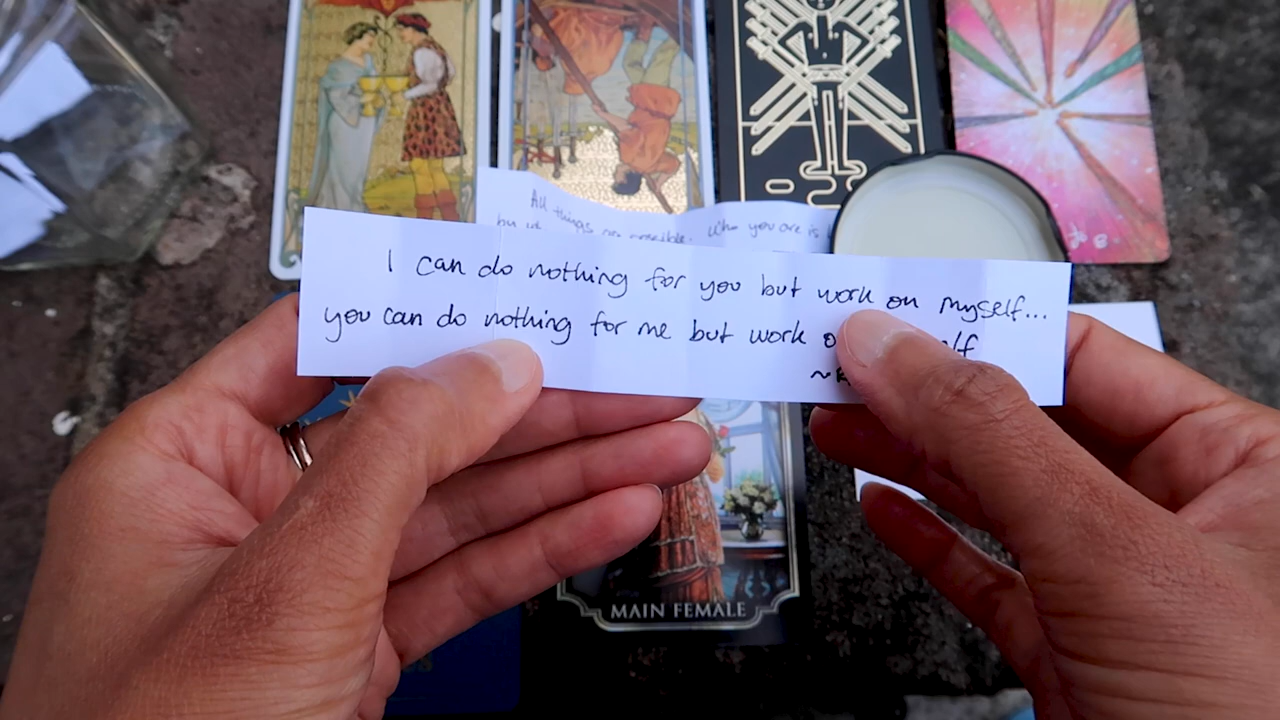 All things are possible. Who you are is
by
I can do nothing for you but work on myself...
you can do nothing for me but work
~R
MAIN FEMALE